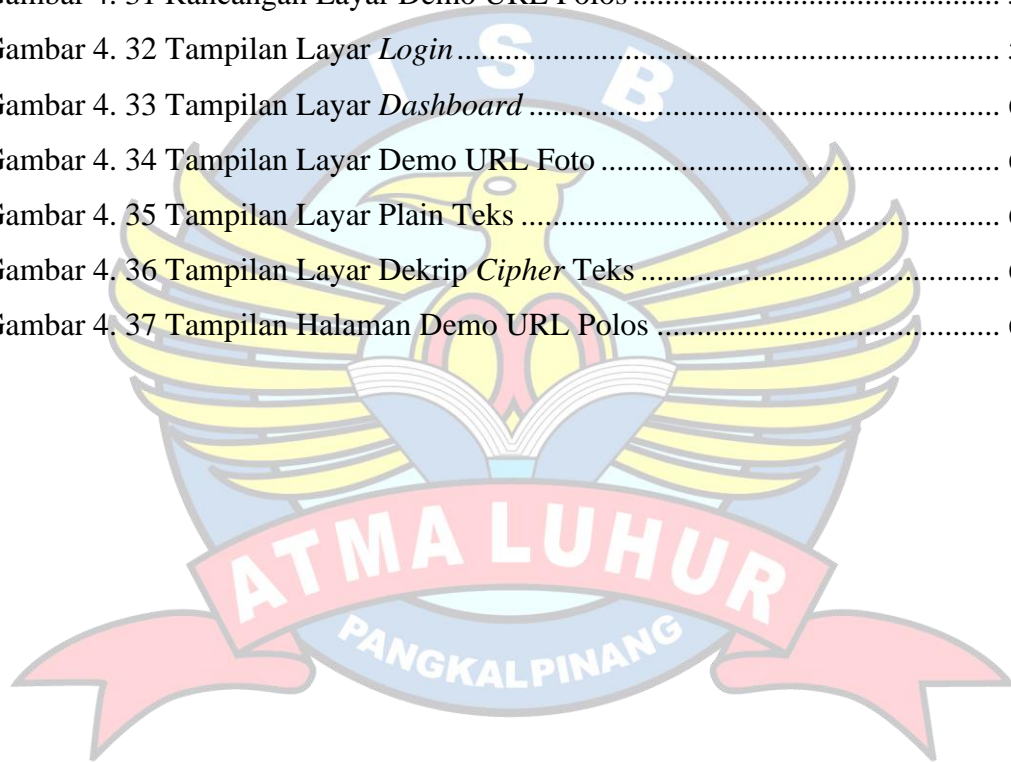 Gambar 4. 31 Rancangan Layar Demo URL Polos ................................................
Gambar 4. 32 Tampilan Layar Login ......................................................................
Gambar 4. 33 Tampilan Layar Dashboard .............................................................
Gambar 4. 34 Tampilan Layar Demo URL Foto ....................................................
Gambar 4. 35 Tampilan Layar Plain Teks ..............................................................
Gambar 4. 36 Tampilan Layar Dekrip Cipher Teks ...............................................
Gambar 4. 37 Tampilan Halaman Demo URL Polos .............................................
I S B
ATMA LUHUR
PANGKALPINANG